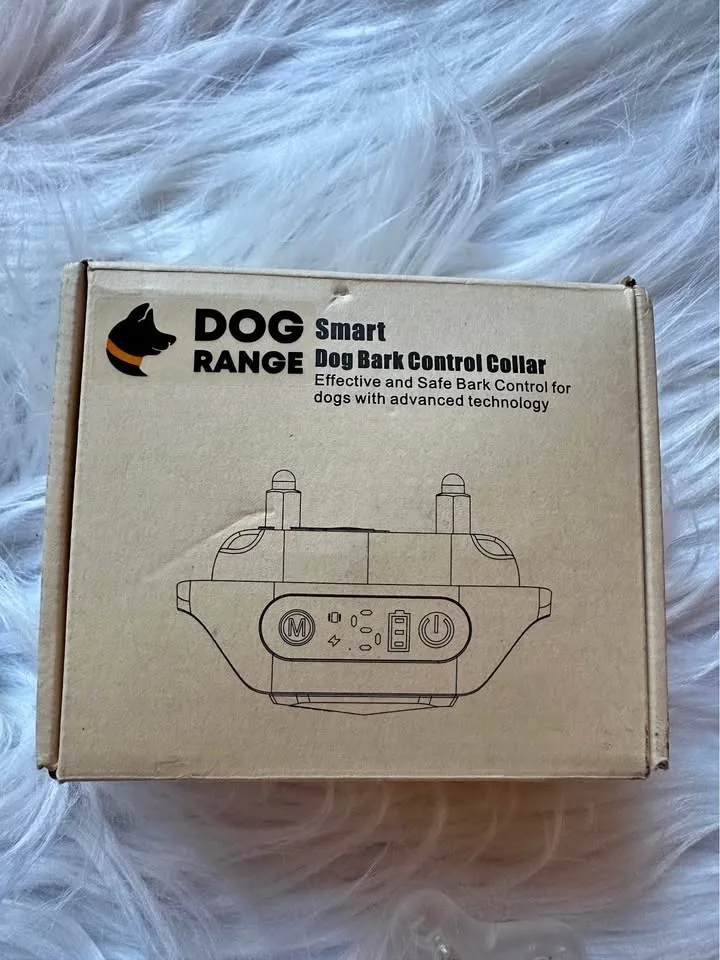 DOG
RANGE
Smart
Dog Bark Control Collar
Effective and Safe Bark Control for
dogs with advanced technology
M